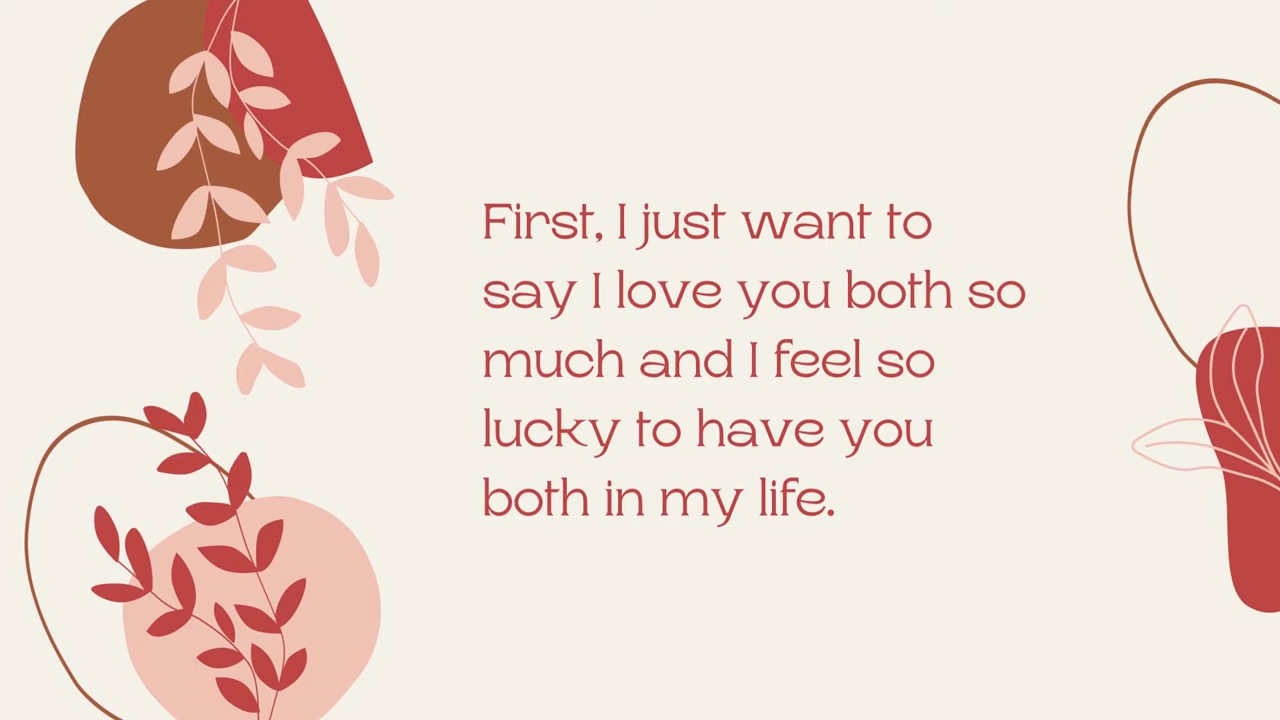 First, I just want to
say I love you both so
much and I feel so
lucky to have you
both in my life.